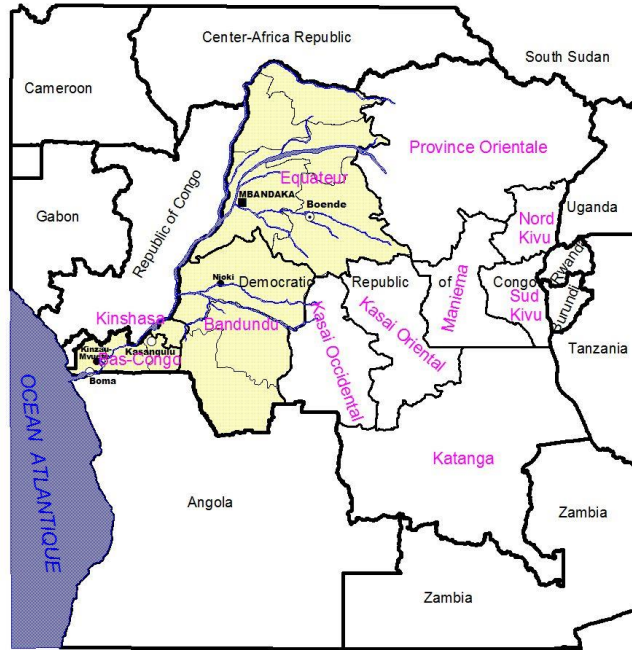 Center-Africa Republic
South Sudan
Cameroon
Province Orientale
Equateur
MBANDAKA
Boende
Republic of Congo
Gabon
Nord
Kivu
Uganda
Rwanda
Nioki
Democratic
Republic
of
Congo
Maniema
Sud
Kivu
Burundi
Kinshasa
Bandundu
Kasai Occidental
Kasai Oriental
Tanzania
Kinzau-
Mvuete
Kasangulu
Bas-Congo
Boma
OCEAN ATLANTIQUE
Katanga
Angola
Zambia
Zambia